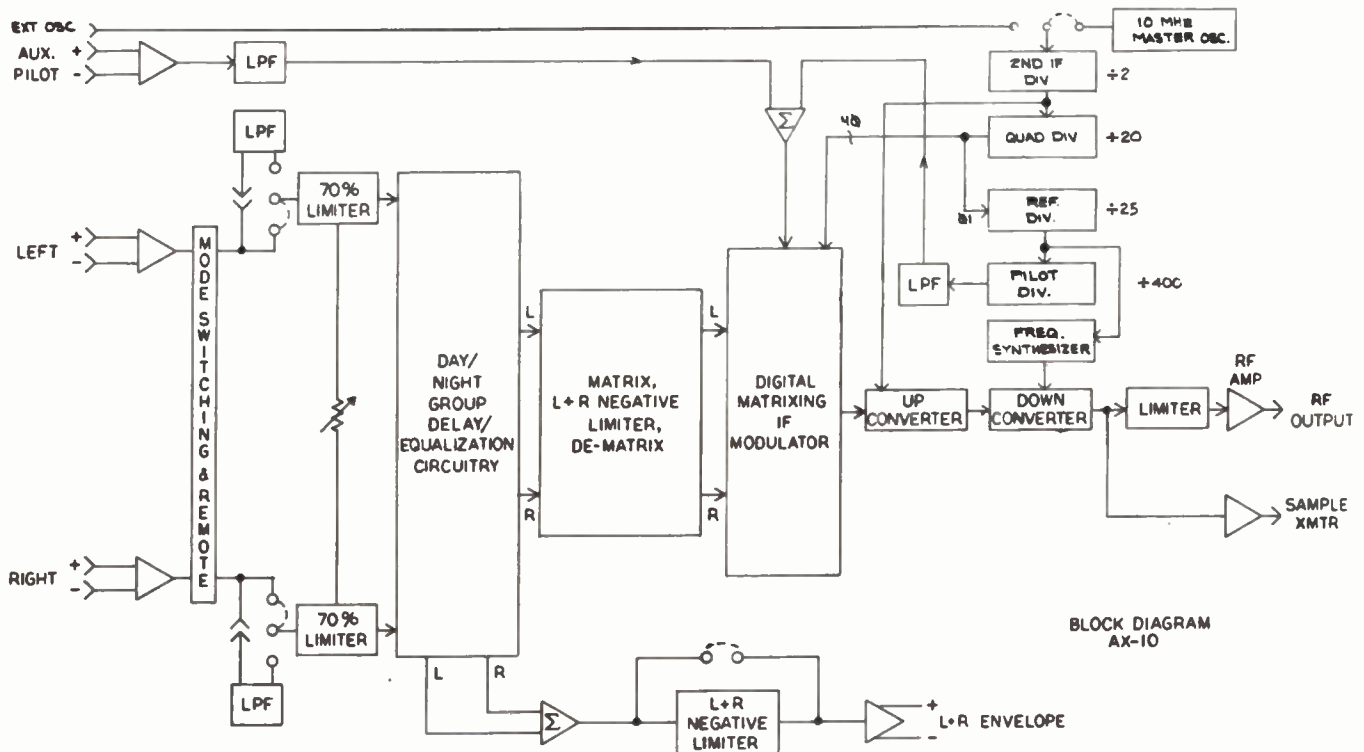 EXT OSC
10 MHz
MASTER OSC.
AUX. +
PILOT -
LPF
2ND IF
DIV
÷2
LPF
Σ
4Φ
QUAD DIV
÷20
70%
LIMITER
REF.
DIV.
÷25
Φ1
LEFT +
-
MODE SWITCHING & REMOTE
LPF
PILOT
DIV.
÷400
L
L
FREQ.
SYNTHESIZER
DAY/
NIGHT
GROUP
DELAY/
EQUALIZATION
CIRCUITRY
MATRIX,
L+R NEGATIVE
LIMITER,
DE-MATRIX
DIGITAL
MATRIXING
IF
MODULATOR
UP
CONVERTER
DOWN
CONVERTER
LIMITER
RF
AMP
RF
OUTPUT
R
R
SAMPLE
XMTR
RIGHT +
-
70%
LIMITER
BLOCK DIAGRAM
AX-10
L
R
LPF
Σ
L+R
NEGATIVE
LIMITER
+
L+R ENVELOPE
-